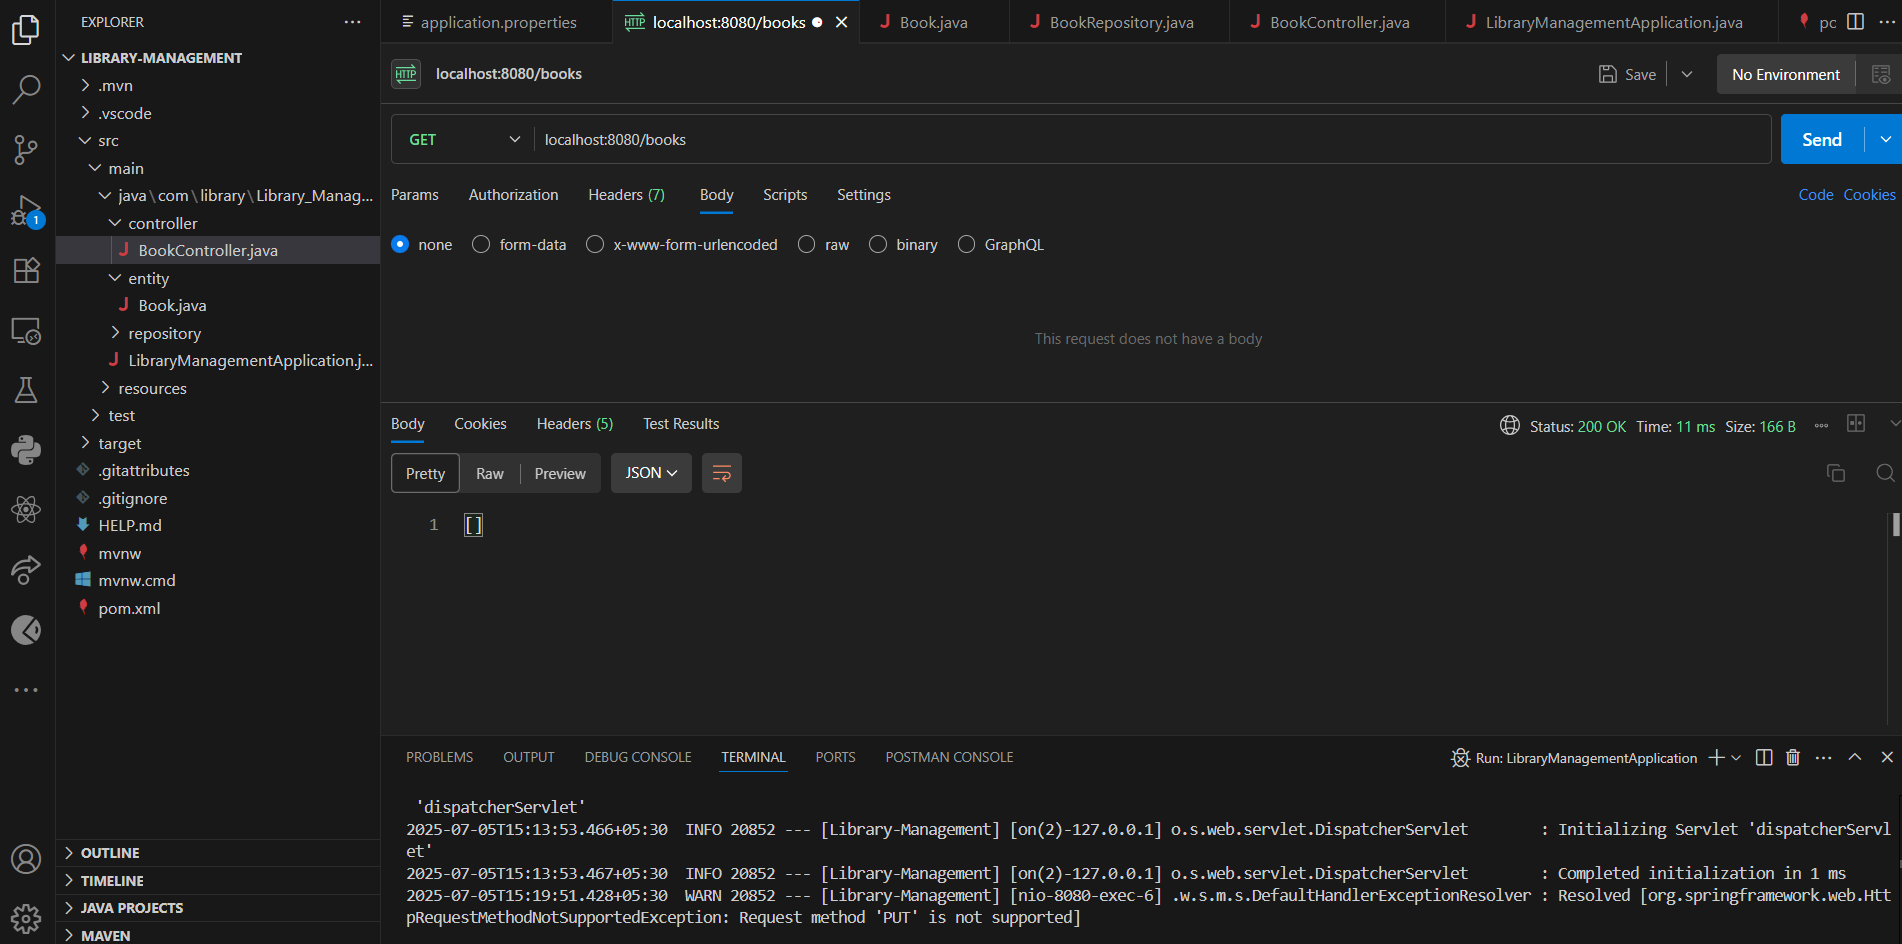 EXPLORER
LIBRARY-MANAGEMENT
.mvn
.vscode
src
main
java\com\library\Library_Manag...
controller
BookController.java
entity
Book.java
repository
LibraryManagementApplication.j...
resources
test
target
.gitattributes
.gitignore
HELP.md
mvnw
mvnw.cmd
pom.xml
OUTLINE
TIMELINE
JAVA PROJECTS
MAVEN
1
application.properties
HTTP localhost:8080/books
Book.java
BookRepository.java
BookController.java
LibraryManagementApplication.java
pc
HTTP localhost:8080/books
Save
No Environment
GET localhost:8080/books
Send
Params Authorization Headers (7) Body Scripts Settings
Code Cookies
none form-data x-www-form-urlencoded raw binary GraphQL
This request does not have a body
Body Cookies Headers (5) Test Results
Status: 200 OK Time: 11 ms Size: 166 B
Pretty Raw Preview JSON
1 []
PROBLEMS OUTPUT DEBUG CONSOLE TERMINAL PORTS POSTMAN CONSOLE
Run: LibraryManagementApplication
'dispatcherServlet'
2025-07-05T15:13:53.466+05:30 INFO 20852 --- [Library-Management] [on(2)-127.0.0.1] o.s.web.servlet.DispatcherServlet : Initializing Servlet 'dispatcherServl
et'
2025-07-05T15:13:53.467+05:30 INFO 20852 --- [Library-Management] [on(2)-127.0.0.1] o.s.web.servlet.DispatcherServlet : Completed initialization in 1 ms
2025-07-05T15:19:51.428+05:30 WARN 20852 --- [Library-Management] [nio-8080-exec-6] .w.s.m.s.DefaultHandlerExceptionResolver : Resolved [org.springframework.web.Htt
pRequestMethodNotSupportedException: Request method 'PUT' is not supported]